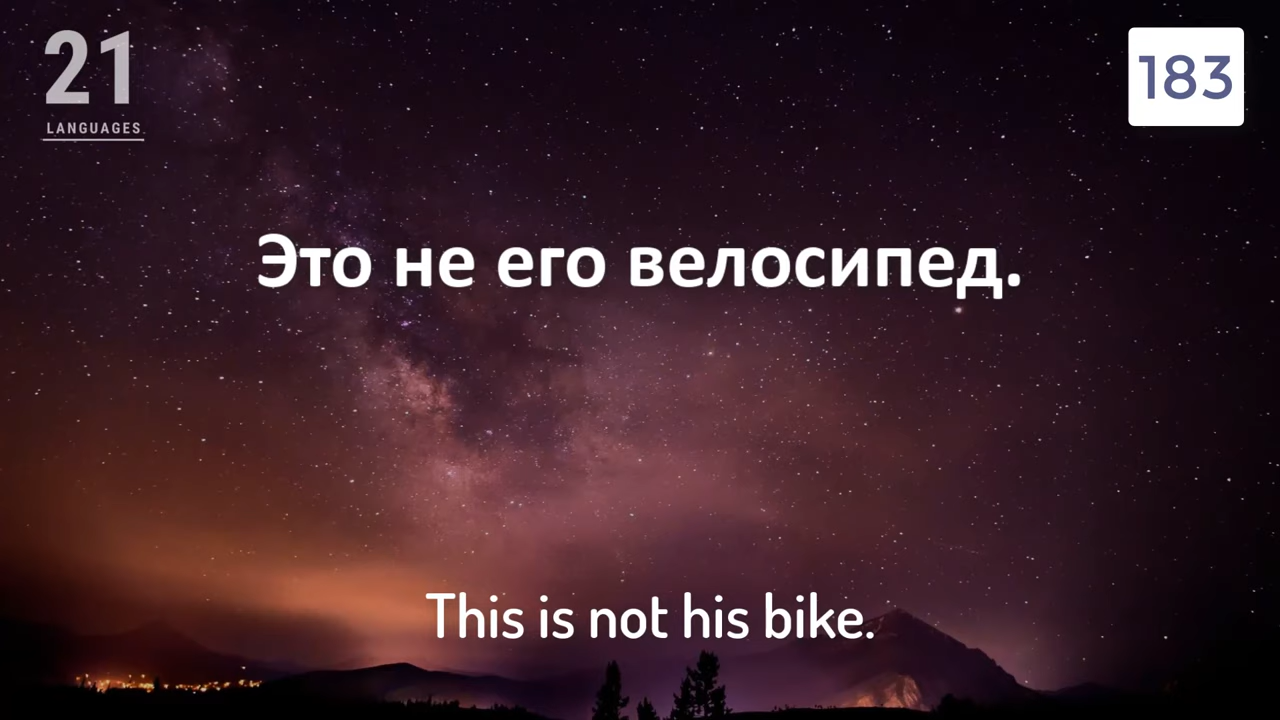 21
LANGUAGES
183
Это не его велосипед.
This is not his bike.